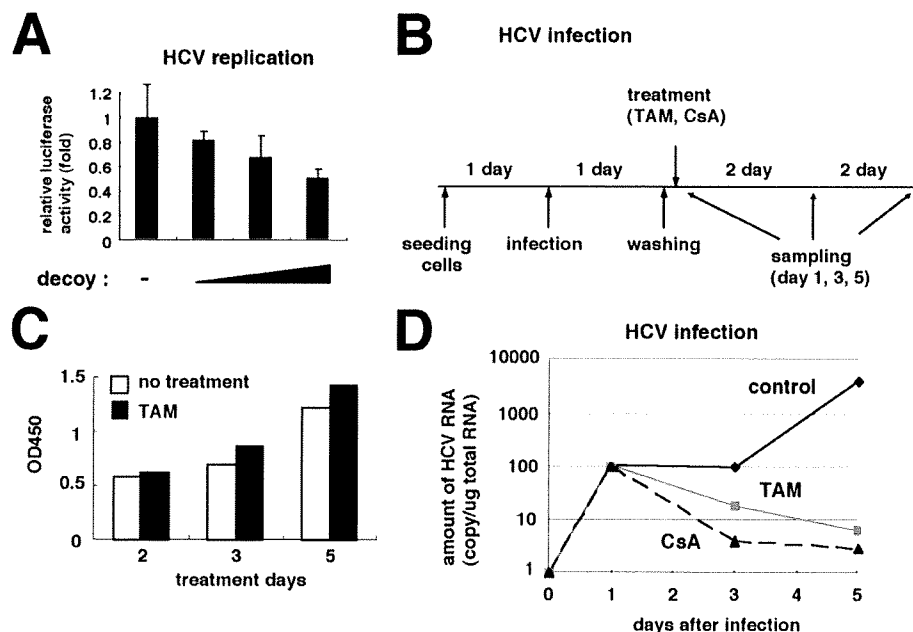 A
HCV replication
relative luciferase
activity (fold)
1.2
1
0.8
0.6
0.4
0.2
0
decoy : -
B
HCV infection
treatment
(TAM, CsA)
1 day 1 day 2 day 2 day
seeding
cells
infection
washing
sampling
(day 1, 3, 5)
C
OD450
1.5
1
0.5
0
no treatment
TAM
2 3 5
treatment days
D
HCV infection
amount of HCV RNA
(copy/ug total RNA)
10000
1000
100
10
1
control
TAM
CsA
0 1 2 3 4 5
days after infection